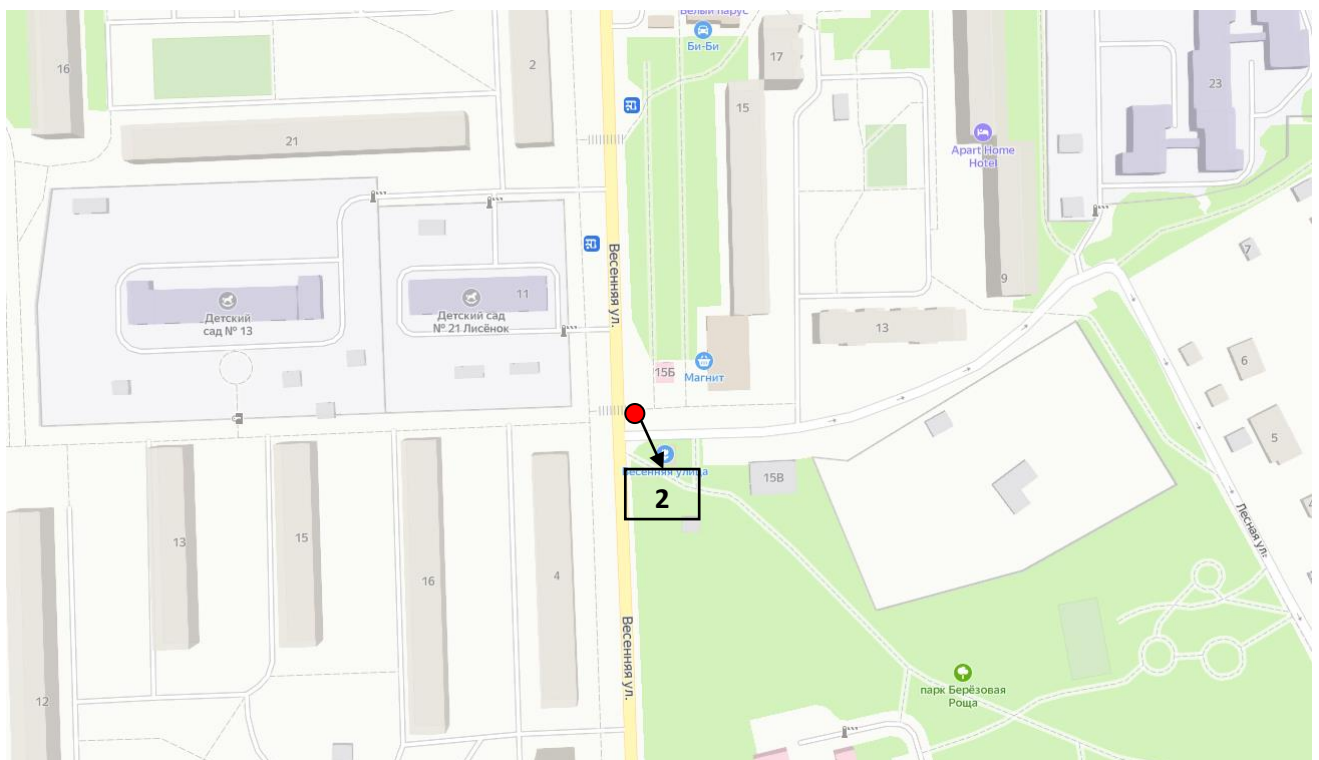 Белый парус
Би-Би
16
2
17
23
15
21
Apart Home
Hotel
7
Весенняя ул.
9
11
Детский
сад № 13
Детский сад
№ 21 Лисёнок
13
6
15Б
Магнит
5
Весенняя улица
15В
2
13
15
16
4
Лесная ул.
Весенняя ул.
парк Берёзовая
Роща
12